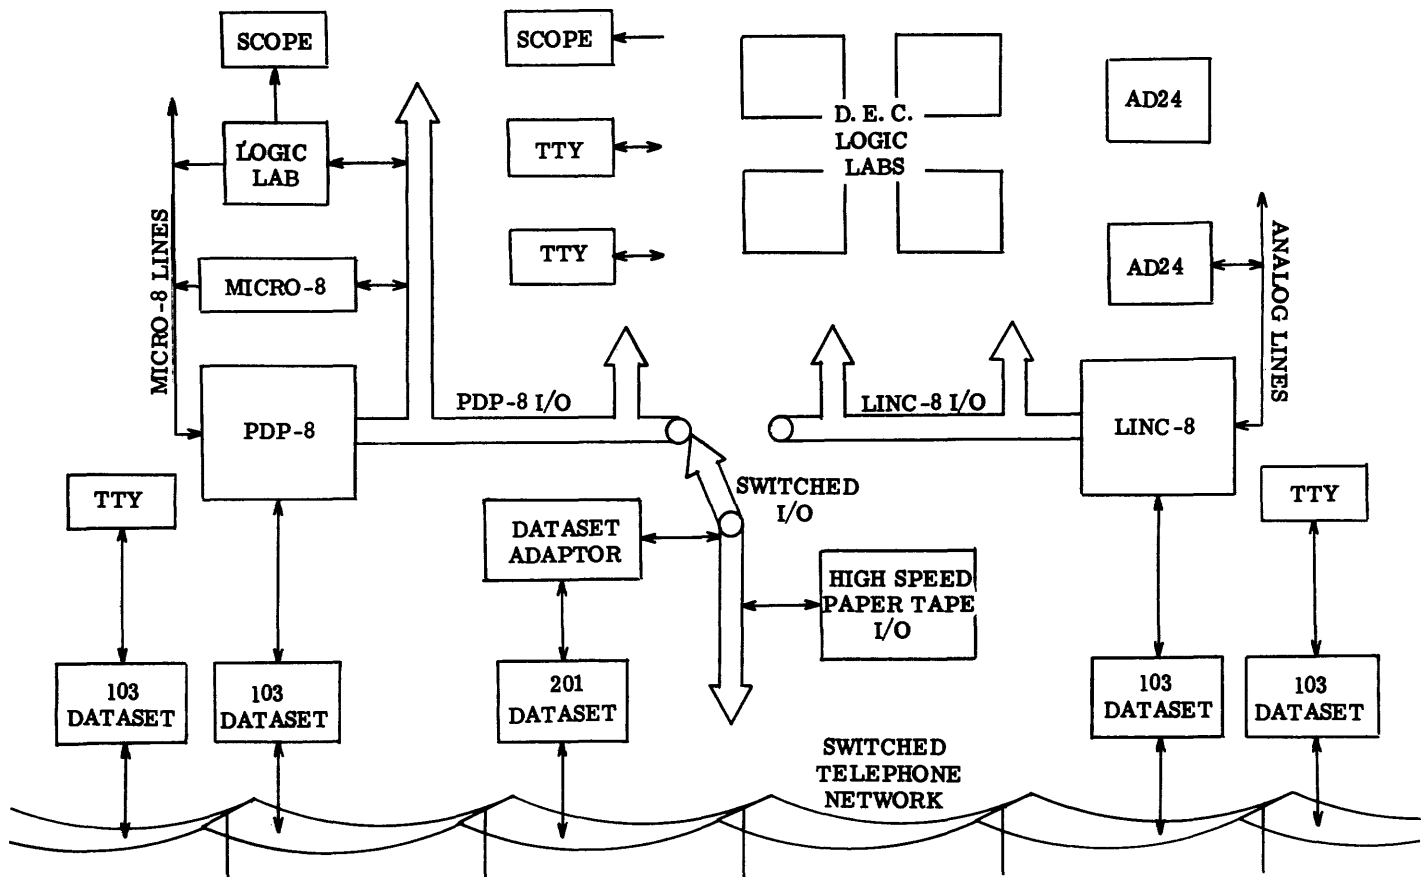 SCOPE
SCOPE
D. E. C.
LOGIC
LABS
AD24
LOGIC
LAB
TTY
MICRO-8 LINES
MICRO-8
TTY
AD24
ANALOG LINES
PDP-8
PDP-8 I/O
LINC-8 I/O
LINC-8
SWITCHED
I/O
TTY
DATASET
ADAPTOR
TTY
HIGH SPEED
PAPER TAPE
I/O
103
DATASET
103
DATASET
201
DATASET
103
DATASET
103
DATASET
SWITCHED
TELEPHONE
NETWORK